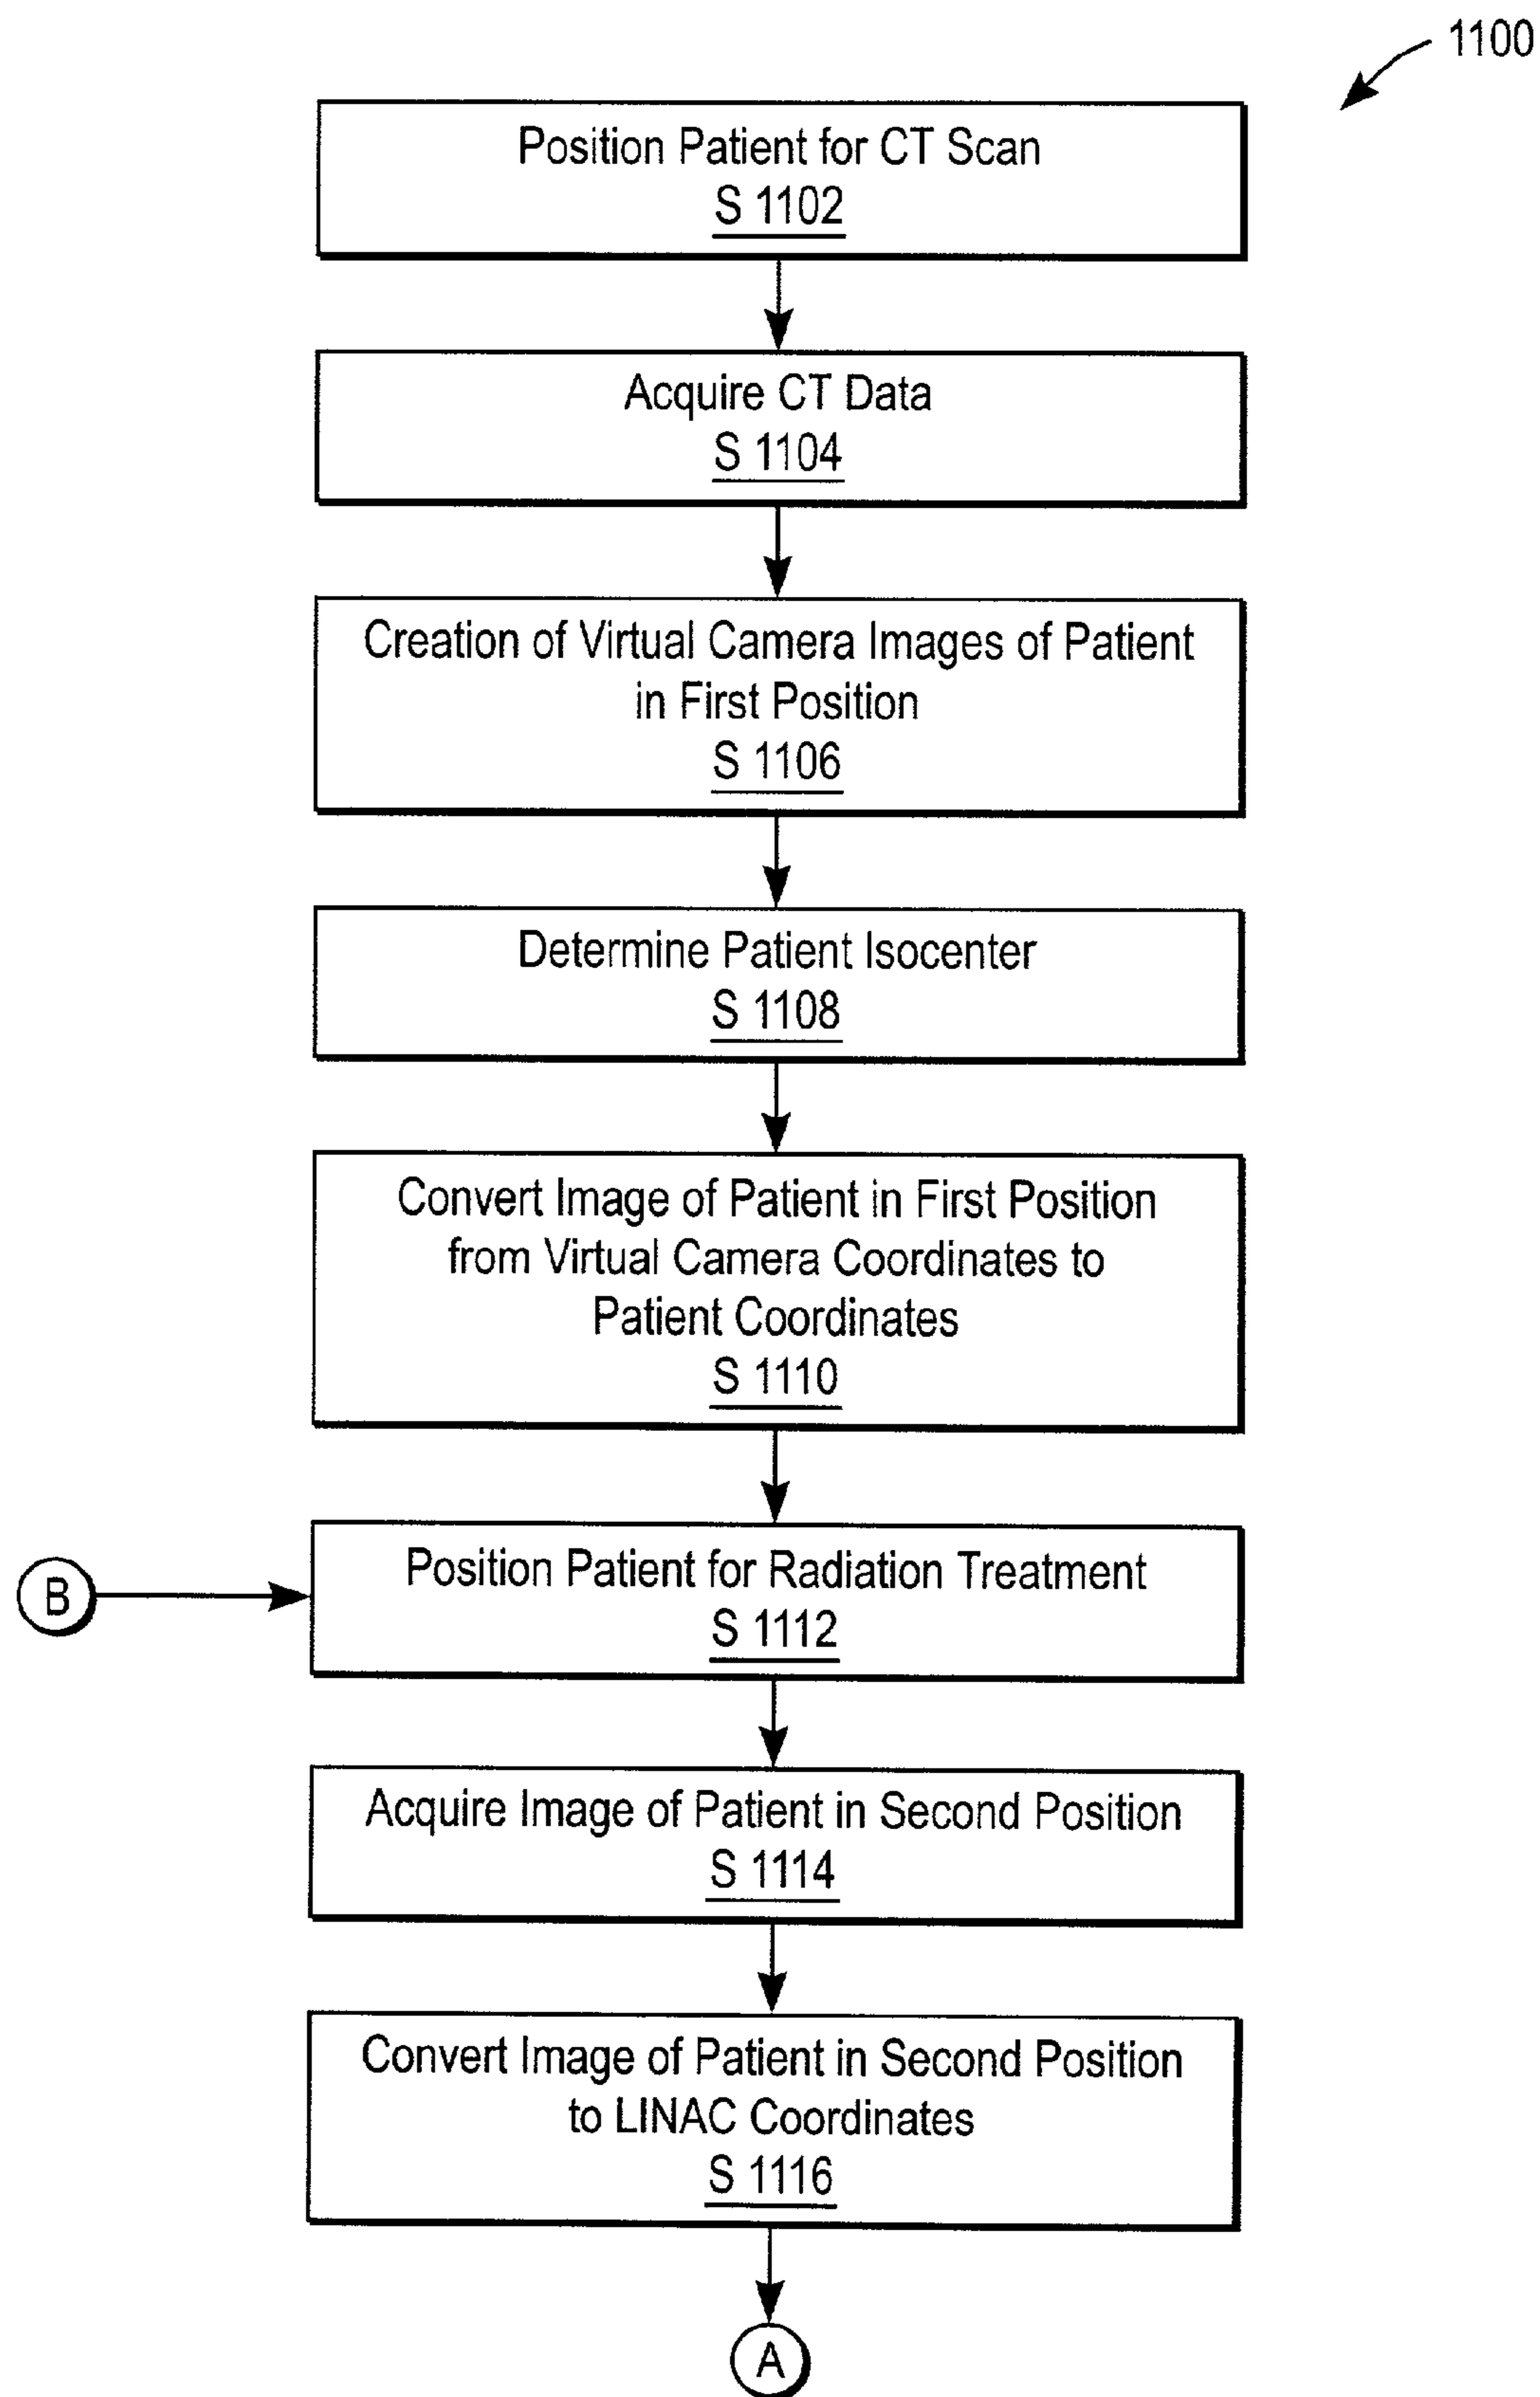 1100
Position Patient for CT Scan
S 1102
Acquire CT Data
S 1104
Creation of Virtual Camera Images of Patient
in First Position
S 1106
Determine Patient Isocenter
S 1108
Convert Image of Patient in First Position
from Virtual Camera Coordinates to
Patient Coordinates
S 1110
B
Position Patient for Radiation Treatment
S 1112
Acquire Image of Patient in Second Position
S 1114
Convert Image of Patient in Second Position
to LINAC Coordinates
S 1116
A